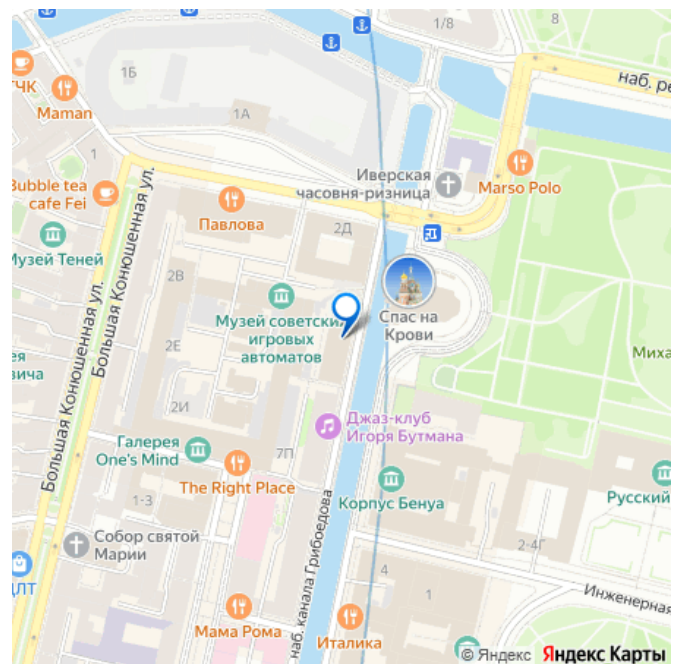 1/8
8
1Б
ТЧК
Maman
1А
наб. ре
1
Иверская
часовня-ризница
Marso Polo
Bubble tea
cafe Fei
Павлова
2Д
Музей Теней
Большая Конюшенная ул.
Большая Конюшенная ул.
2В
Спас на
Крови
Музей советских
игровых
автоматов
2Е
ея
вича
Миха
2И
Джаз-клуб
Игоря Бутмана
Галерея
One's Mind
7П
The Right Place
Корпус Бенуа
Русский
1-3
наб. канала Грибоедова
Собор святой
Марии
2-4Г
ДЛТ
4
1
Инженерная
Мама Рома
Италика
© Яндекс Яндекс Карты